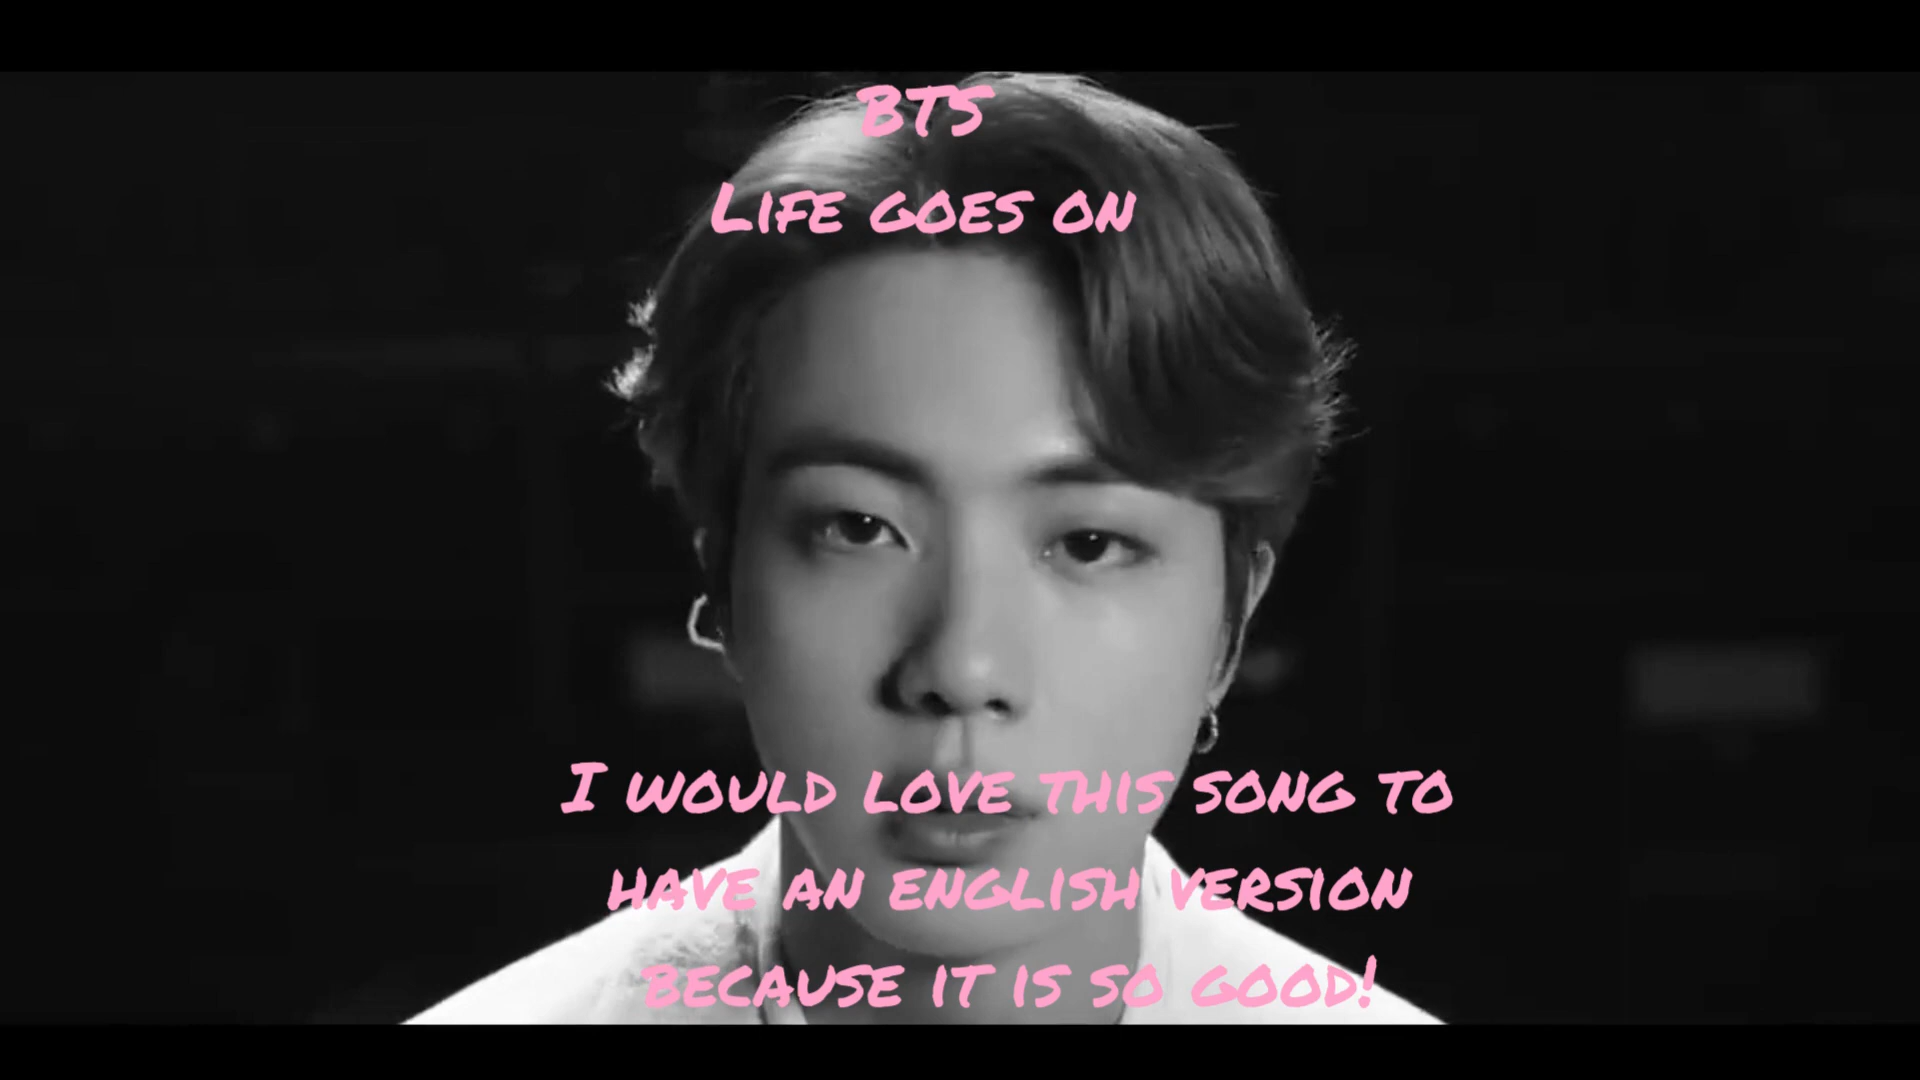 BTS
Life goes on
I would love this song to
have an english version
because it is so good!